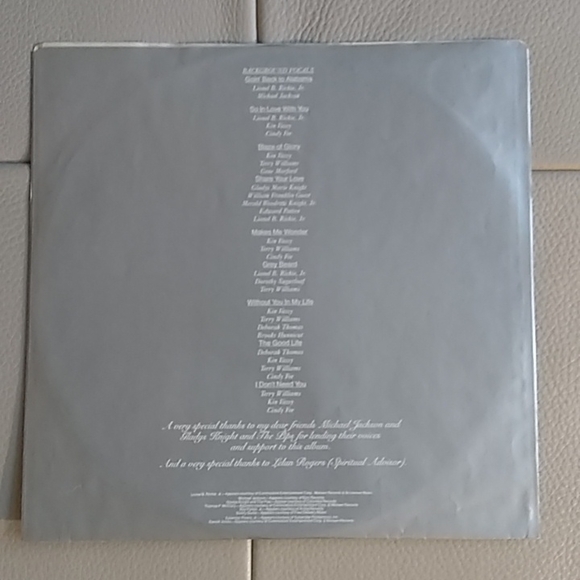 BACKGROUND VOCALS
Goin' Back to Alabama
Lionel B. Richie, Jr.
Michael Jackson
So In Love With You
Lionel B. Richie, Jr.
Kin Vassy
Cindy Fee
Blaze of Glory
Kin Vassy
Terry Williams
Gene Morford
Share Your Love
Gladys Marie Knight
William Franklin Guest
Merald Woodrow Knight, Jr.
Edward Patten
Lionel B. Richie, Jr.
Makes Me Wonder
Kin Vassy
Terry Williams
Cindy Fee
Grey Beard
Lionel B. Richie, Jr.
Dorothy Sugarloaf
Terry Williams
Without You In My Life
Kin Vassy
Terry Williams
Deborah Thomas
Brooks Hunnicut
The Good Life
Deborah Thomas
Kin Vassy
Terry Williams
Cindy Fee
I Don't Need You
Terry Williams
Kin Vassy
Cindy Fee
A very special thanks to my dear friends Michael Jackson and
Gladys Knight and The Pips for lending their voices
and support to this album.
And a very special thanks to Lelan Rogers (Spiritual Advisor).